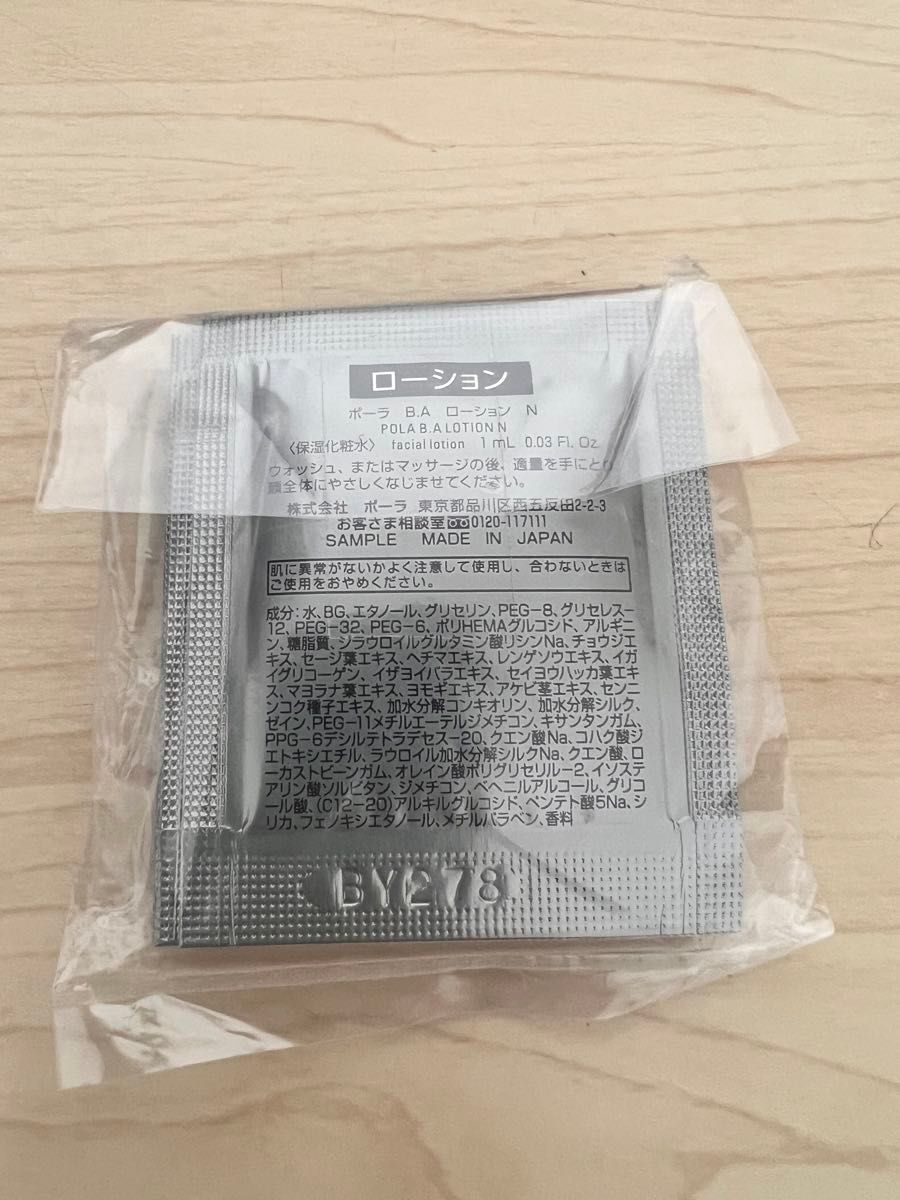 ローション
ポーラ B.A ローション N
POLA B.A LOTION N
〈保湿化粧水〉 facial lotion 1 mL 0.03 Fl. Oz.
ウォッシュ、またはマッサージの後、適量を手にとり
顔全体にやさしくなじませてください。
株式会社 ポーラ 東京都品川区西五反田2-2-3
お客さま相談室 0120-117111
SAMPLE MADE IN JAPAN
肌に異常がないかよく注意して使用し、合わないときは
ご使用をおやめください。
成分:水、BG、エタノール、グリセリン、PEG-8、グリセレス-
12、PEG-32、PEG-6、ポリHEMAグルコシド、アルギニ
ン、糖脂質、ジラウロイルグルタミン酸リシンNa、チョウジエ
キス、セージ葉エキス、ヘチマエキス、レンゲソウエキス、イガ
イグリコーゲン、イザヨイバラエキス、セイヨウハッカ葉エキ
ス、マヨラナ葉エキス、ヨモギエキス、アケビ茎エキス、センニ
ンコク種子エキス、加水分解コンキオリン、加水分解シルク、
ゼイン、PEG-11メチルエーテルジメチコン、キサンタンガム、
PPG-6デシルテトラデセス-20、クエン酸Na、コハク酸ジ
エトキシエチル、ラウロイル加水分解シルクNa、クエン酸、ロ
ーカストビーンガム、オレイン酸ポリグリセリル-2、イソステ
アリン酸ソルビタン、ジメチコン、ベヘニルアルコール、グリコ
ール酸、(C12-20)アルキルグルコシド、ペンテト酸5Na、シ
リカ、フェノキシエタノール、メチルパラベン、香料
BY278